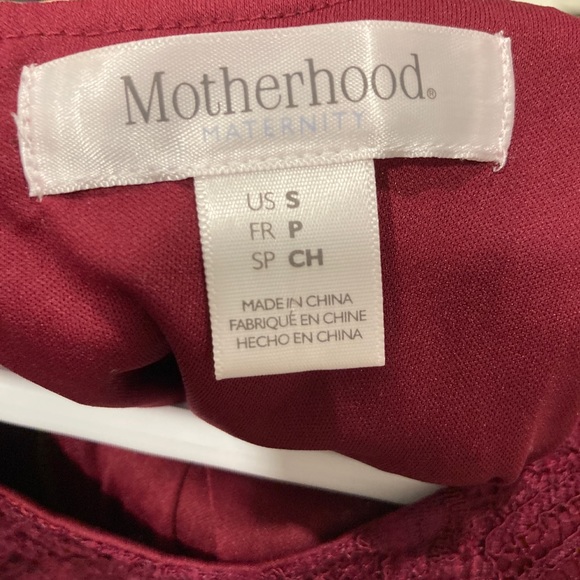 Motherhood®
MATERNITY
US S
FR P
SP CH
MADE IN CHINA
FABRIQUÉ EN CHINE
HECHO EN CHINA